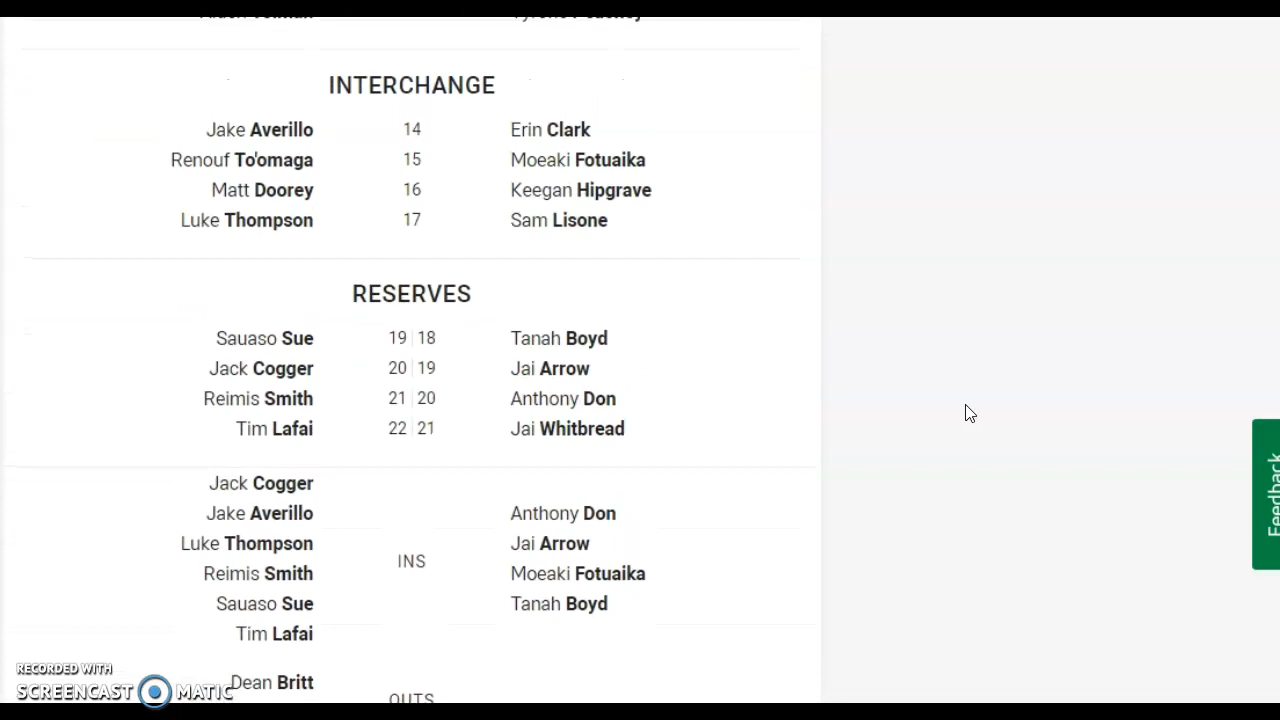 INTERCHANGE
Jake Averillo 14 Erin Clark
Renouf To'omaga 15 Moeaki Fotuaika
Matt Doorey 16 Keegan Hipgrave
Luke Thompson 17 Sam Lisone
RESERVES
Sauaso Sue 19 18 Tanah Boyd
Jack Cogger 20 19 Jai Arrow
Reimis Smith 21 20 Anthony Don
Tim Lafai 22 21 Jai Whitbread
Jack Cogger
Jake Averillo Anthony Don
Luke Thompson Jai Arrow
INS
Reimis Smith Moeaki Fotuaika
Sauaso Sue Tanah Boyd
Tim Lafai
Dean Britt
OUTS
Feedback
RECORDED WITH
SCREENCAST MATIC